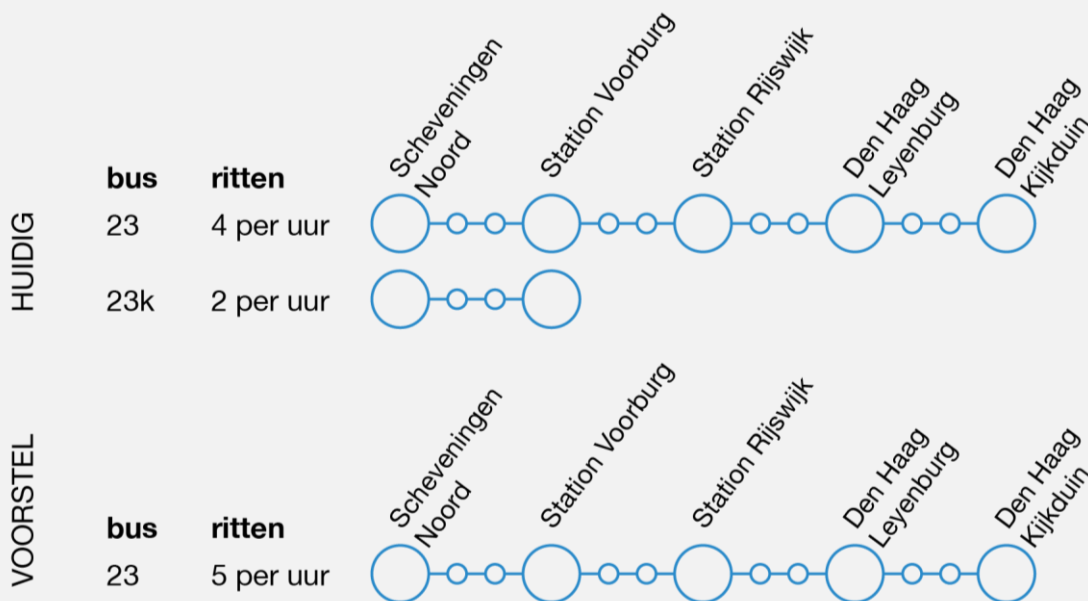 HUIDIG
Scheveningen
Noord
Station Voorburg
Station Rijswijk
Den Haag
Leyenburg
Den Haag
Kijkduin
bus ritten
23 4 per uur
23k 2 per uur
VOORSTEL
Scheveningen
Noord
Station Voorburg
Station Rijswijk
Den Haag
Leyenburg
Den Haag
Kijkduin
bus ritten
23 5 per uur